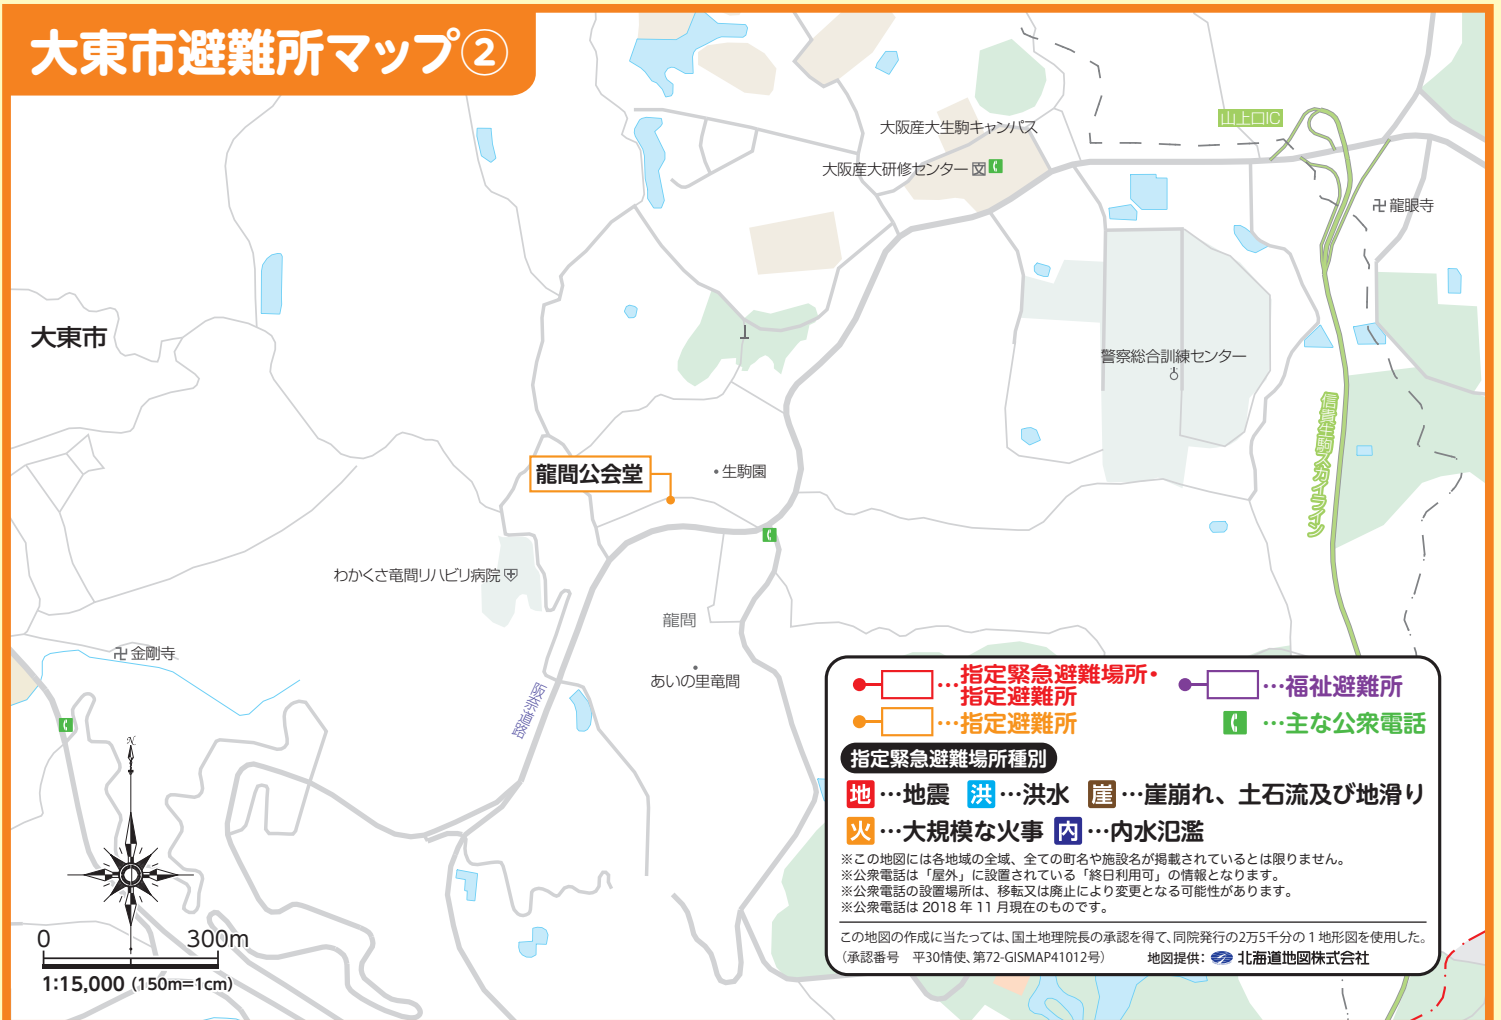 大東市避難所マップ②
大阪産大生駒キャンパス
山上口IC
大阪産大研修センター
龍眼寺
大東市
警察総合訓練センター
信貴生駒スカイライン
龍間公会堂
・生駒園
わかくさ竜間リハビリ病院
龍間
金剛寺
あいの里竜間
阪奈道路
N
0 300m
1:15,000 (150m=1cm)
…指定緊急避難場所・
指定避難所
…福祉避難所
…指定避難所
…主な公衆電話
指定緊急避難場所種別
地…地震 洪…洪水 崖…崖崩れ、土石流及び地滑り
火…大規模な火事 内…内水氾濫
※この地図には各地域の全域、全ての町名や施設名が掲載されているとは限りません。
※公衆電話は「屋外」に設置されている「終日利用可」の情報となります。
※公衆電話の設置場所は、移転又は廃止により変更となる可能性があります。
※公衆電話は 2018 年 11 月現在のものです。
この地図の作成に当たっては、国土地理院長の承認を得て、同院発行の2万5千分の1地形図を使用した。
（承認番号　平30情使、第72-GISMAP41012号） 地図提供： 北海道地図株式会社